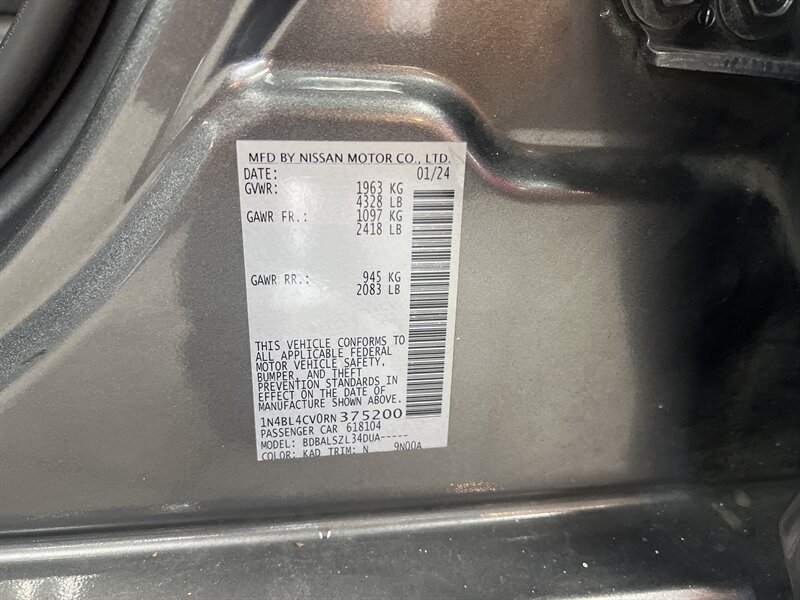 MFD BY NISSAN MOTOR CO., LTD.
DATE: 01/24
GVWR: 1963 KG
4328 LB
GAWR FR.: 1097 KG
2418 LB
GAWR RR.: 945 KG
2083 LB
THIS VEHICLE CONFORMS TO
ALL APPLICABLE FEDERAL
MOTOR VEHICLE SAFETY,
BUMPER, AND THEFT
PREVENTION STANDARDS IN
EFFECT ON THE DATE OF
MANUFACTURE SHOWN ABOVE.
1N4BL4CV0RN 375200
PASSENGER CAR 618104
MODEL: BDBALSZL34DUA-----
COLOR: KAD TRIM: N 9N00A